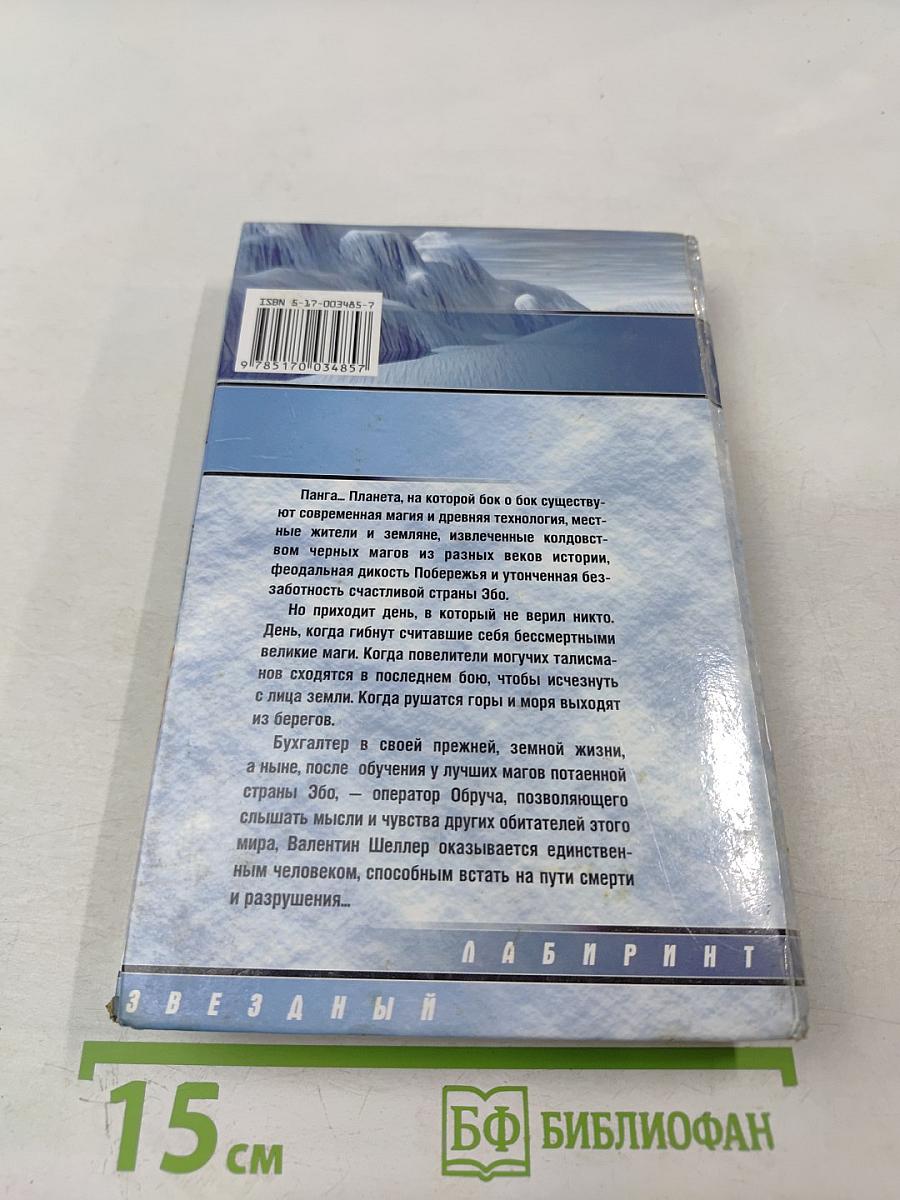 ISBN 5-17-003485-7
9 785170 034857
Панга... Планета, на которой бок о бок существу-
ют современная магия и древняя технология, мест-
ные жители и земляне, извлеченные колдовст-
вом черных магов из разных веков истории,
феодальная дикость Побережья и утонченная без-
заботность счастливой страны Эбо.
Но приходит день, в который не верил никто.
День, когда гибнут считавшие себя бессмертными
великие маги. Когда повелители могучих талисма-
нов сходятся в последнем бою, чтобы исчезнуть
с лица земли. Когда рушатся горы и моря выходят
из берегов.
Бухгалтер в своей прежней, земной жизни,
а ныне, после обучения у лучших магов потаенной
страны Эбо, — оператор Обруча, позволяющего
слышать мысли и чувства других обитателей этого
мира, Валентин Шеллер оказывается единствен-
ным человеком, способным встать на пути смерти
и разрушения...
ЛАБИРИНТ
ЗВЕЗДНЫЙ
15 см
БФ БИБЛИОФАН